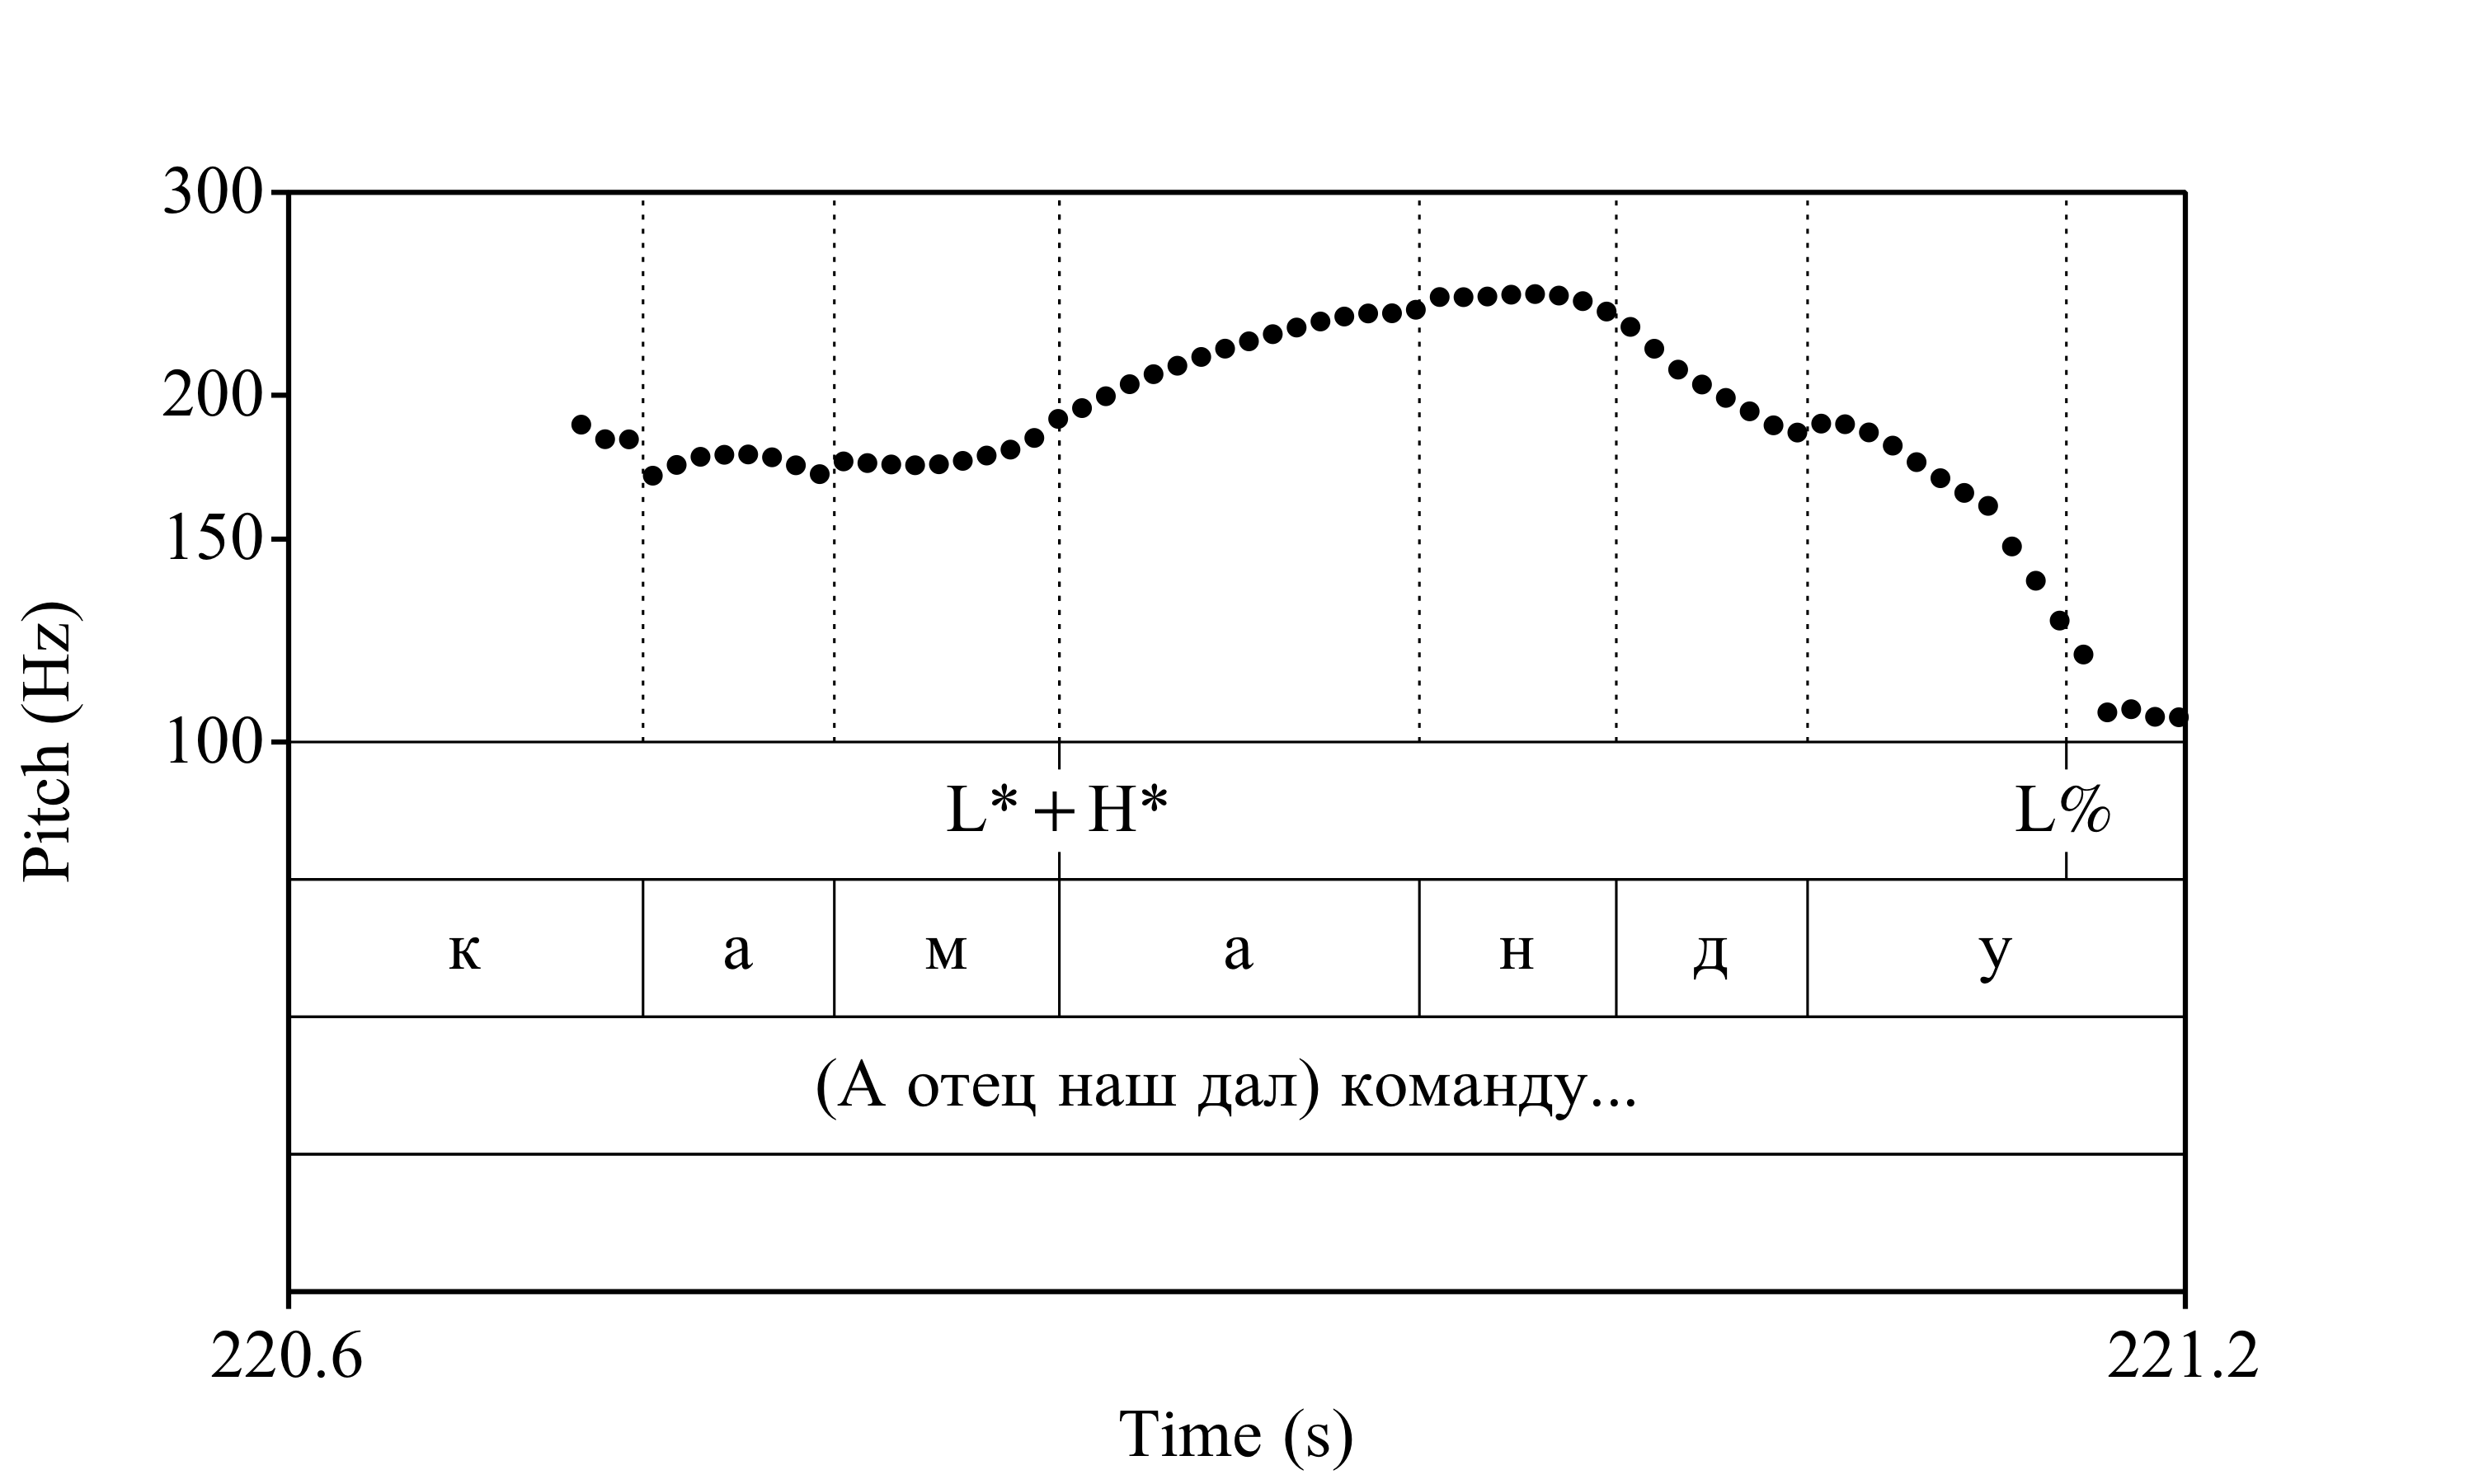 300
200
150
100
Pitch (Hz)
L*+H* L%
к а м а н д у
(А отец наш дал) команду...
220.6 221.2
Time (s)